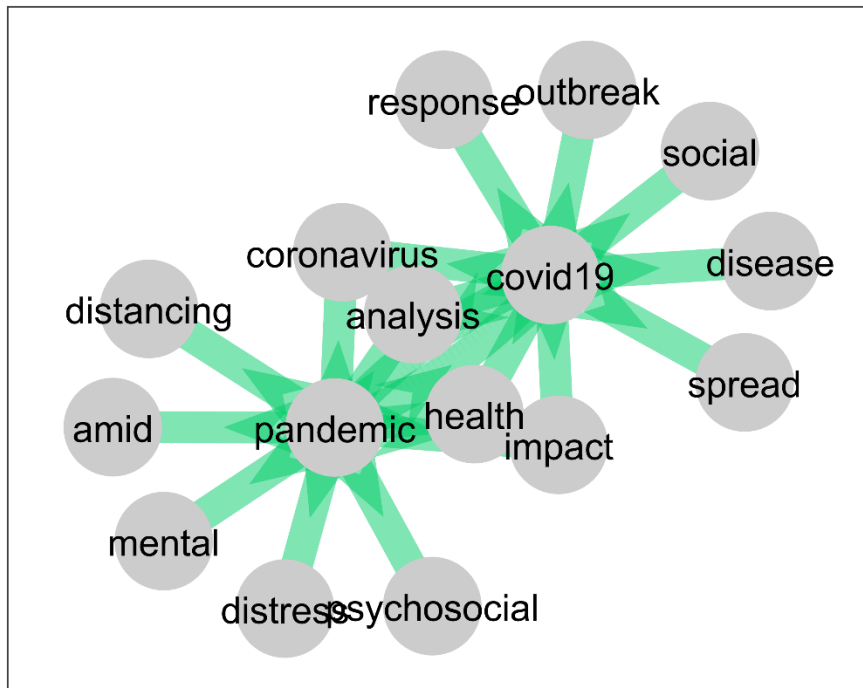 response
outbreak
social
coronavirus
covid19
disease
distancing
analysis
spread
amid
pandemic
health
impact
mental
distress
psychosocial